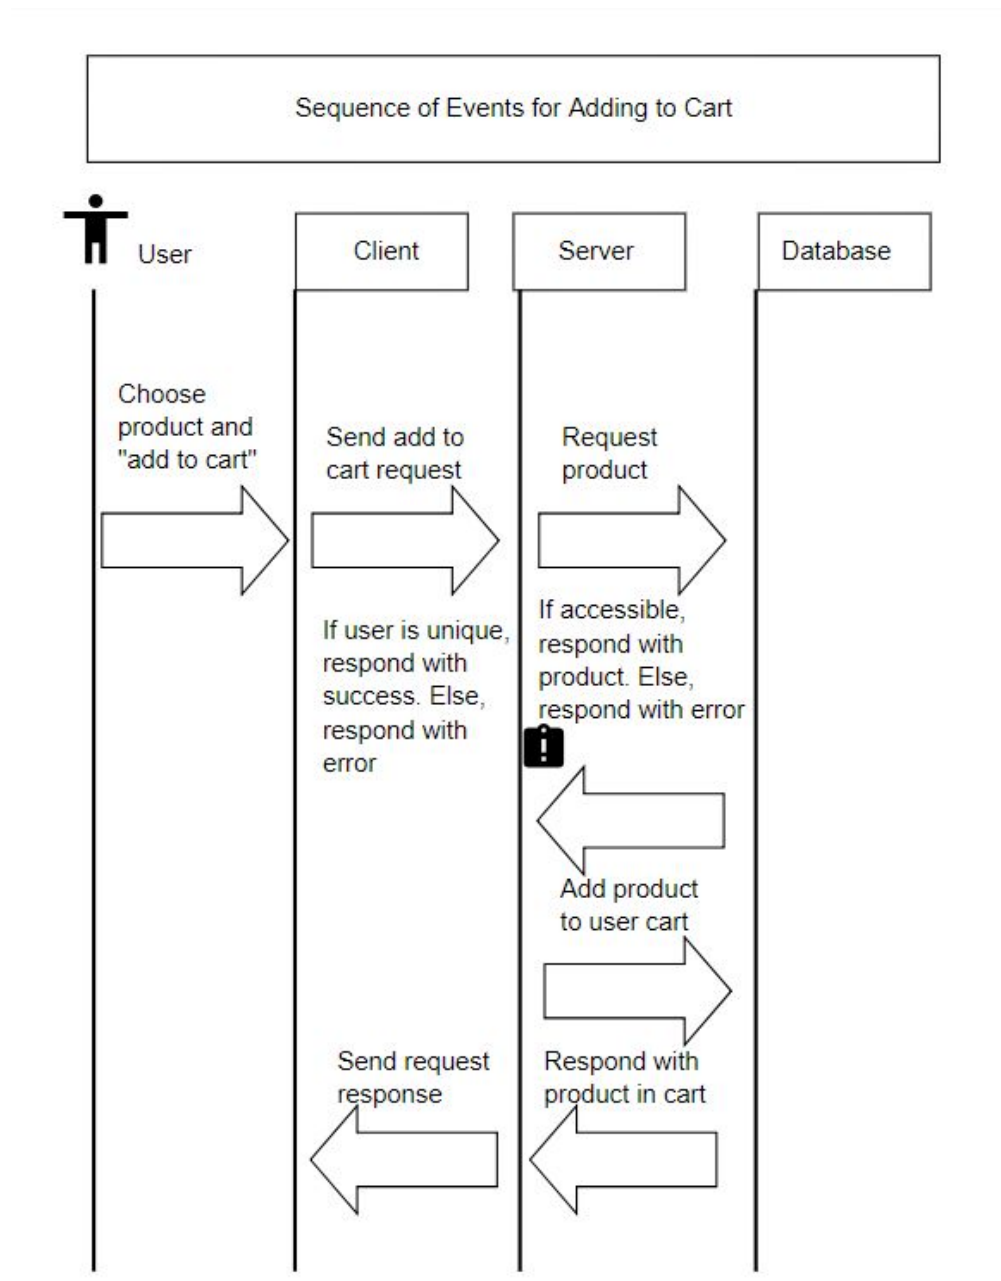 Sequence of Events for Adding to Cart
User
Client
Server
Database
Choose
product and
"add to cart"
Send add to
cart request
Request
product
If user is unique,
respond with
success. Else,
respond with
error
If accessible,
respond with
product. Else,
respond with error
Add product
to user cart
Send request
response
Respond with
product in cart